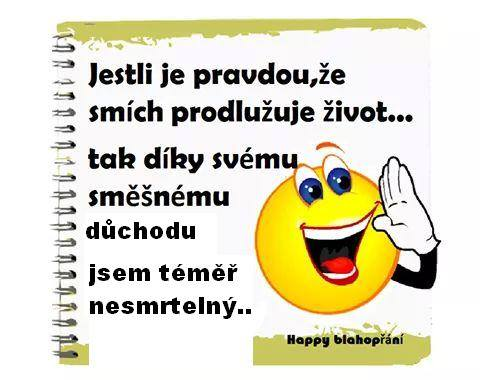 Jestli je pravdou,že
smích prodlužuje život...
tak díky svému
směšnému
důchodu
jsem téměř
nesmrtelný..
Happy blahopřání